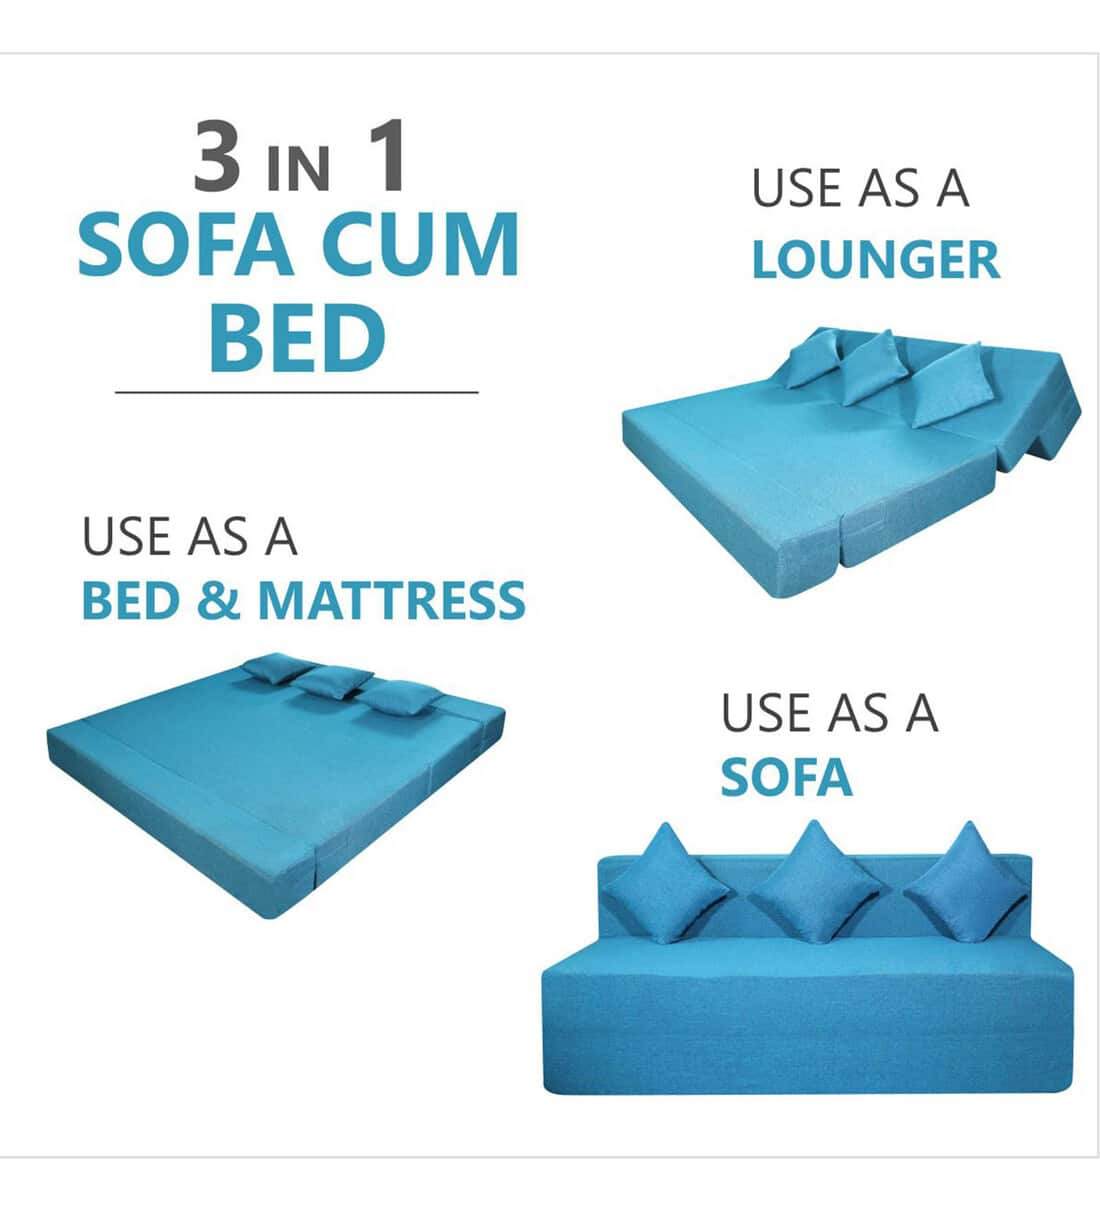 3 IN 1
SOFA CUM
BED
USE AS A
LOUNGER
USE AS A
BED & MATTRESS
USE AS A
SOFA